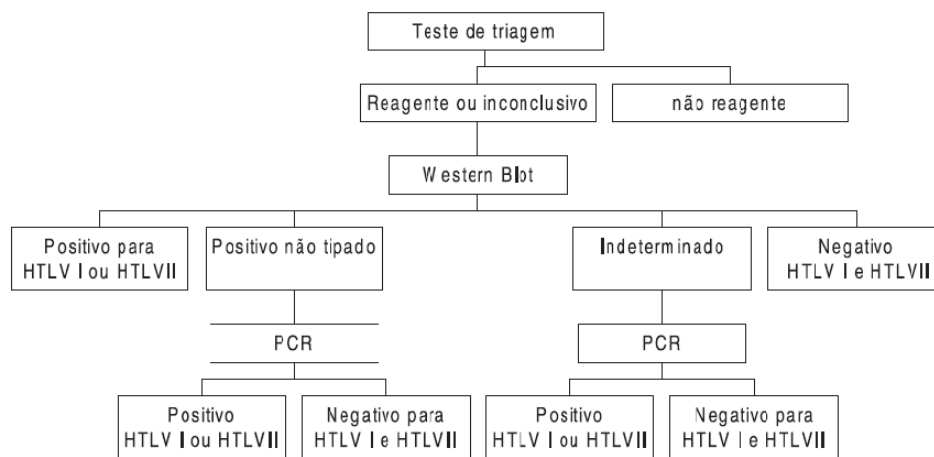 Teste de triagem
Reagente ou inconclusivo
não reagente
Western Blot
Positivo para
HTLV I ou HTLVII
Positivo não tipado
Indeterminado
Negativo
HTLV I e HTLVII
PCR
PCR
Positivo
HTLV I ou HTLVII
Negativo para
HTLV I e HTLVII
Positivo
HTLV I ou HTLVII
Negativo para
HTLV I e HTLVII